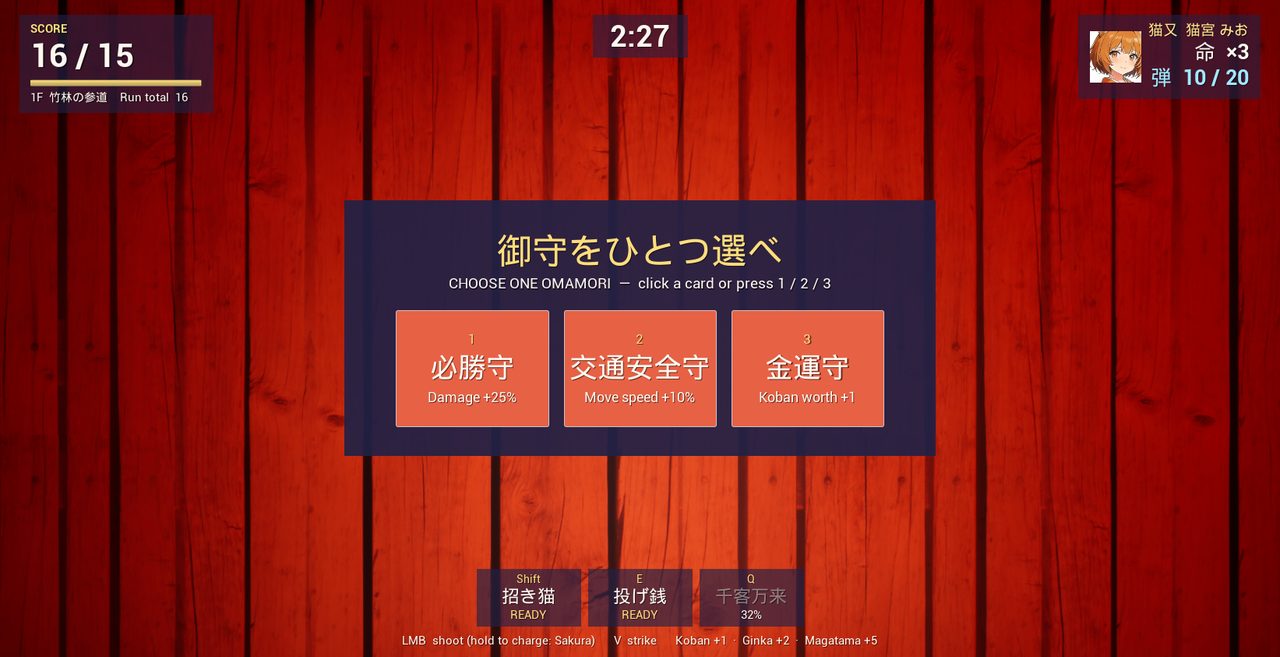 SCORE
16 / 15
1F 竹林の参道 Run total 16
2:27
猫又 猫宮 みお
命 ×3
弾 10 / 20
御守をひとつ選べ
CHOOSE ONE OMAMORI — click a card or press 1 / 2 / 3
1
必勝守
Damage +25%
2
交通安全守
Move speed +10%
3
金運守
Koban worth +1
Shift
招き猫
READY
E
投げ銭
READY
Q
千客万来
32%
LMB shoot (hold to charge: Sakura) V strike Koban +1 · Ginka +2 · Magatama +5